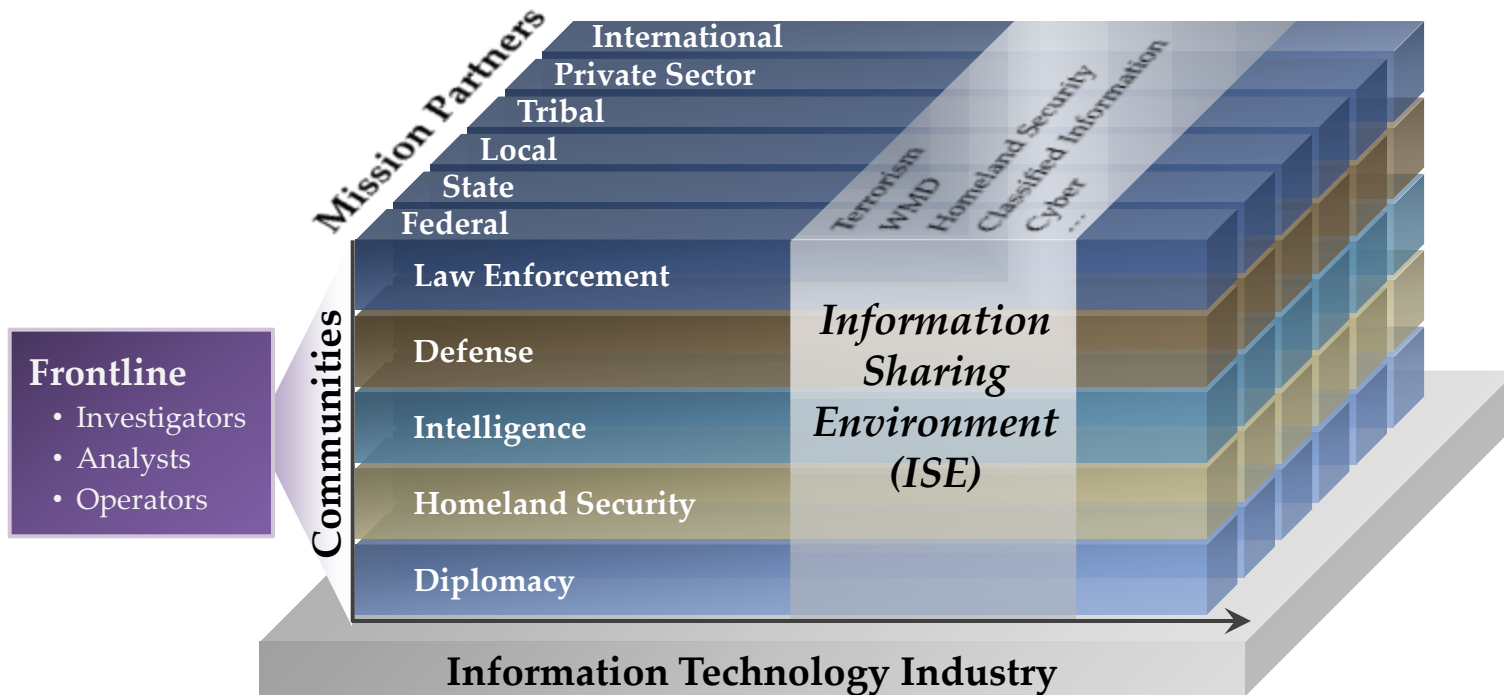 Mission Partners
International
Private Sector
Tribal
Local
State
Federal
Terrorism
WMD
Homeland Security
Classified Information
Cyber
...
Communities
Law Enforcement
Defense
Intelligence
Homeland Security
Diplomacy
Information
Sharing
Environment
(ISE)
Frontline
• Investigators
• Analysts
• Operators
Information Technology Industry